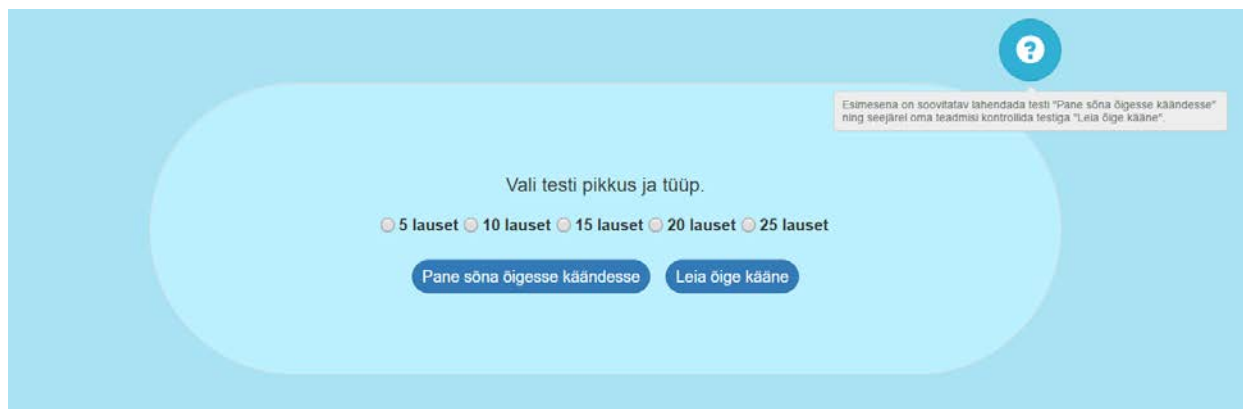 Esimesena on soovitatav lahendada testi "Pane sõna õigesse käändesse"
ning seejärel oma teadmisi kontrollida testiga "Leia õige kääne".
Vali testi pikkus ja tüüp.
5 lauset 10 lauset 15 lauset 20 lauset 25 lauset
Pane sõna õigesse käändesse Leia õige kääne